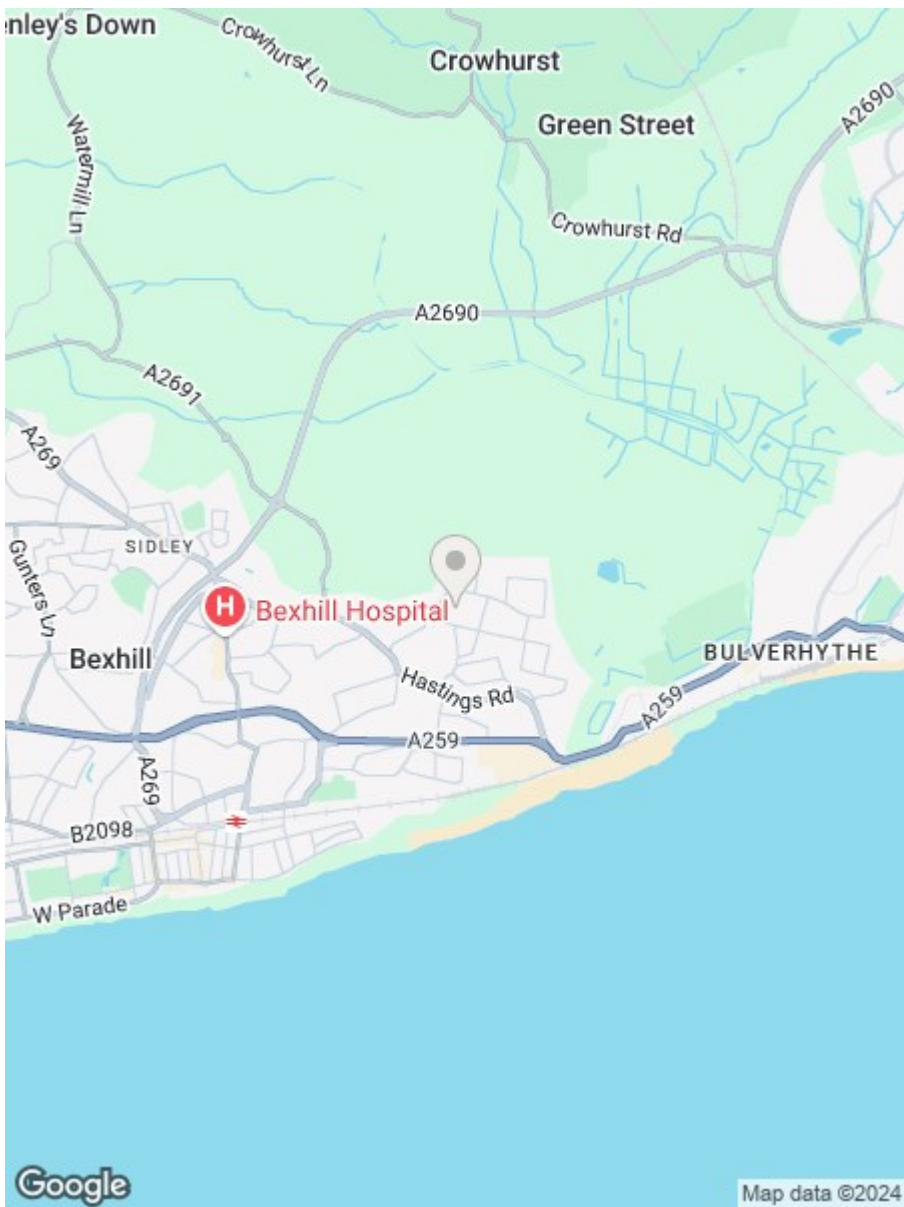 enley's Down
Crowhurst Ln
Crowhurst
Green Street
A2690
Watermill Ln
Crowhurst Rd
A2690
A2691
A269
SIDLEY
Gunters Ln
H
Bexhill Hospital
Bexhill
BULVERHYTHE
Hastings Rd
A259
A259
A269
B2098
W Parade
Google
Map data ©2024